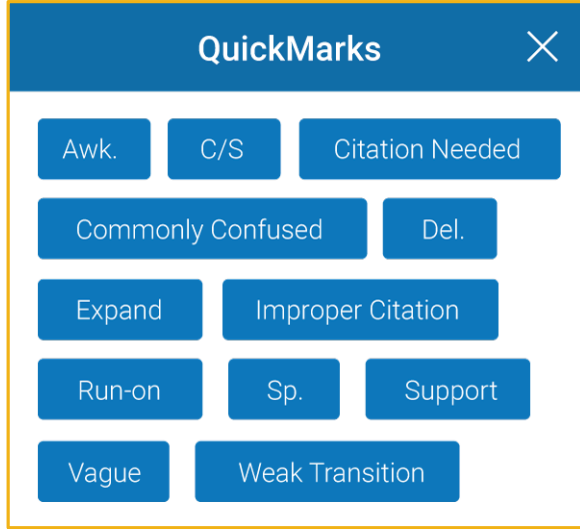 QuickMarks
Awk. C/S Citation Needed
Commonly Confused Del.
Expand Improper Citation
Run-on Sp. Support
Vague Weak Transition